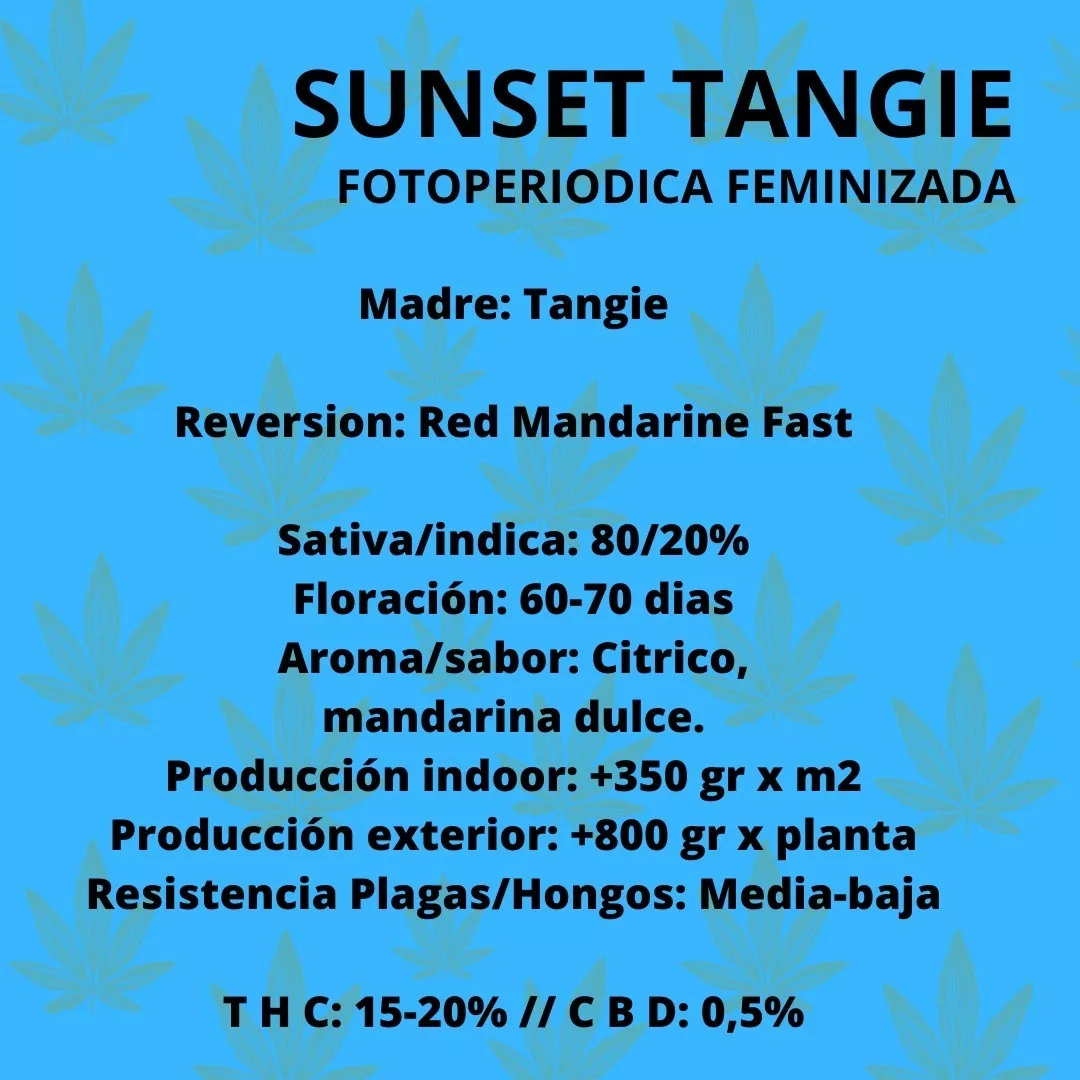 SUNSET TANGIE
FOTOPERIODICA FEMINIZADA
Madre: Tangie
Reversion: Red Mandarine Fast
Sativa/indica: 80/20%
Floración: 60-70 dias
Aroma/sabor: Citrico,
mandarina dulce.
Producción indoor: +350 gr x m2
Producción exterior: +800 gr x planta
Resistencia Plagas/Hongos: Media-baja
T H C: 15-20% // C B D: 0,5%